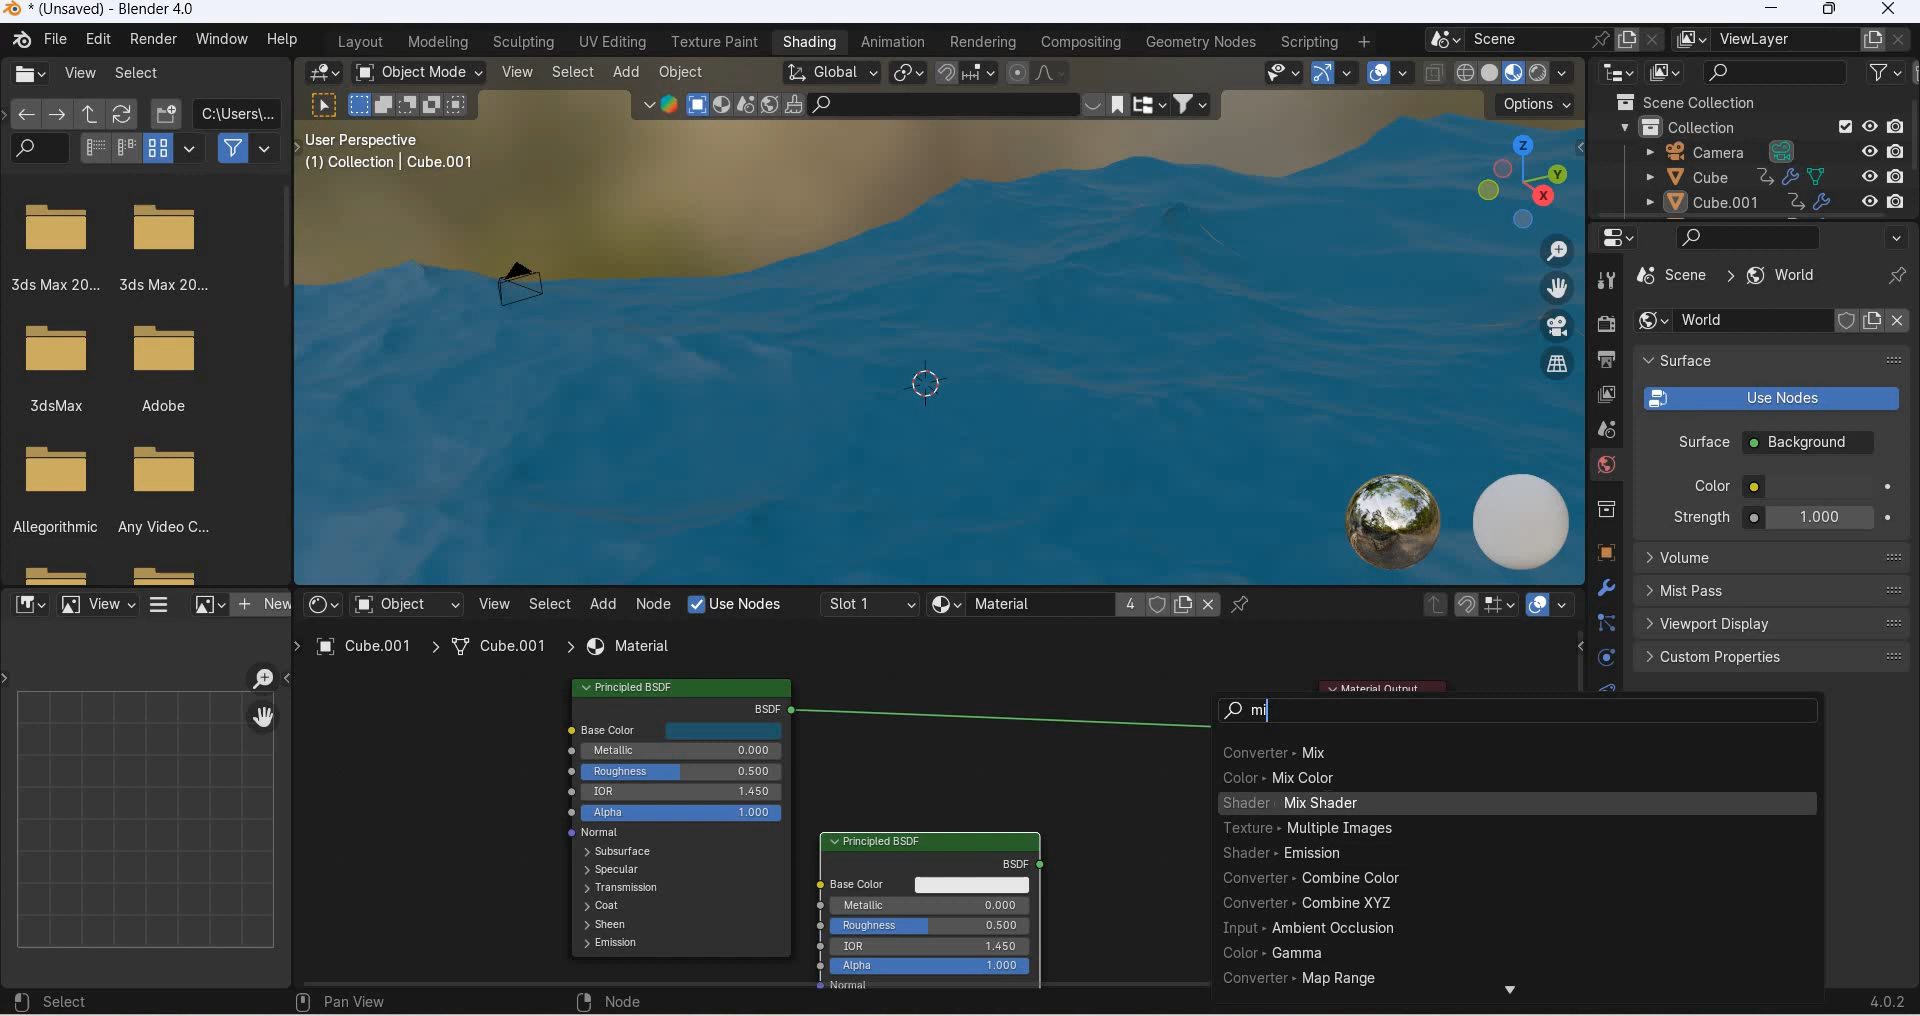 * (Unsaved) - Blender 4.0
File Edit Render Window Help Layout Modeling Sculpting UV Editing Texture Paint Shading Animation Rendering Compositing Geometry Nodes Scripting + Scene ViewLayer
View Select
Object Mode View Select Add Object Global
C:\Users\...
Options
User Perspective
(1) Collection | Cube.001
Z
Y
X
Scene Collection
Collection
Camera
Cube
Cube.001
3ds Max 20... 3ds Max 20...
3dsMax Adobe
Allegorithmic Any Video C...
Scene > World
World
Surface
Use Nodes
Surface Background
Color
Strength 1.000
Volume
Mist Pass
Viewport Display
Custom Properties
View + New
Object View Select Add Node Use Nodes Slot 1 Material 4
Cube.001 > Cube.001 > Material
Principled BSDF
BSDF
Base Color
Metallic 0.000
Roughness 0.500
IOR 1.450
Alpha 1.000
Normal
Subsurface
Specular
Transmission
Coat
Sheen
Emission
Principled BSDF
BSDF
Base Color
Metallic 0.000
Roughness 0.500
IOR 1.450
Alpha 1.000
Normal
Material Output
mi
Converter Mix
Color Mix Color
Shader Mix Shader
Texture Multiple Images
Shader Emission
Converter Combine Color
Converter Combine XYZ
Input Ambient Occlusion
Color Gamma
Converter Map Range
Select Pan View Node 4.0.2